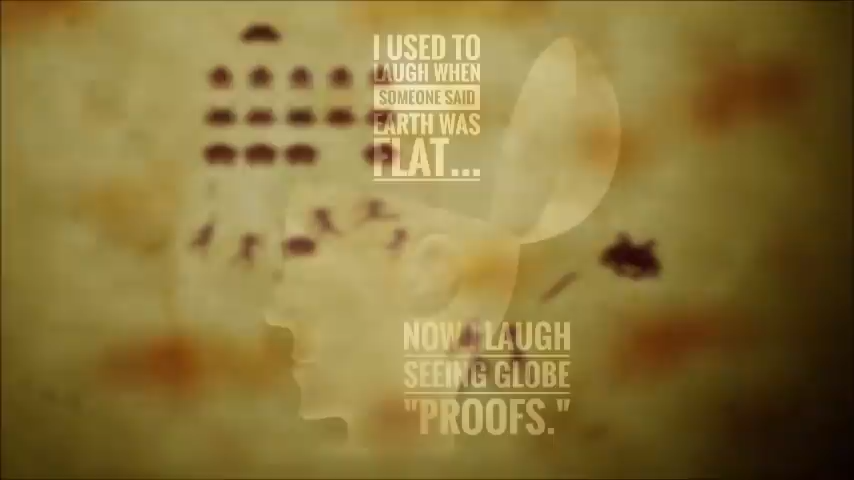 I USED TO
LAUGH WHEN
SOMEONE SAID
EARTH WAS
FLAT...
NOW I LAUGH
SEEING GLOBE
"PROOFS."